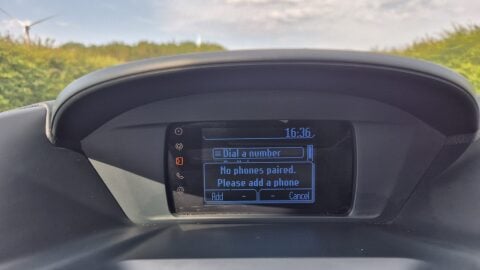 16:36
Dial a number
No phones paired.
Please add a phone
Add - - Cancel